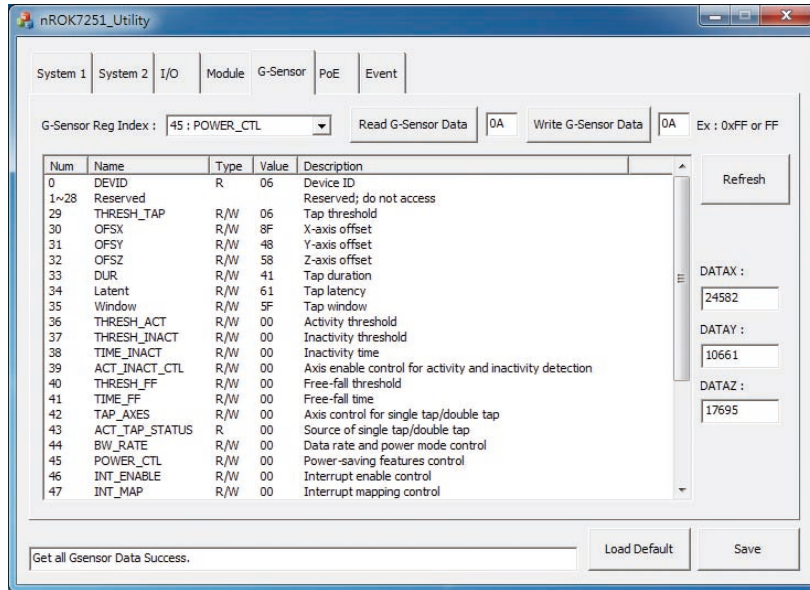 nROK7251_Utility
System 1 System 2 I/O Module G-Sensor PoE Event
G-Sensor Reg Index : 45 : POWER_CTL Read G-Sensor Data 0A Write G-Sensor Data 0A Ex : 0xFF or FF
Num Name Type Value Description
0 DEVID R 06 Device ID
1~28 Reserved Reserved; do not access
29 THRESH_TAP R/W 06 Tap threshold
30 OFSX R/W 8F X-axis offset
31 OFSY R/W 48 Y-axis offset
32 OFSZ R/W 58 Z-axis offset
33 DUR R/W 41 Tap duration
34 Latent R/W 61 Tap latency
35 Window R/W 5F Tap window
36 THRESH_ACT R/W 00 Activity threshold
37 THRESH_INACT R/W 00 Inactivity threshold
38 TIME_INACT R/W 00 Inactivity time
39 ACT_INACT_CTL R/W 00 Axis enable control for activity and inactivity detection
40 THRESH_FF R/W 00 Free-fall threshold
41 TIME_FF R/W 00 Free-fall time
42 TAP_AXES R/W 00 Axis control for single tap/double tap
43 ACT_TAP_STATUS R 00 Source of single tap/double tap
44 BW_RATE R/W 00 Data rate and power mode control
45 POWER_CTL R/W 00 Power-saving features control
46 INT_ENABLE R/W 00 Interrupt enable control
47 INT_MAP R/W 00 Interrupt mapping control
Refresh
DATAX :
24582
DATAY :
10661
DATAZ :
17695
Get all Gsensor Data Success. Load Default Save